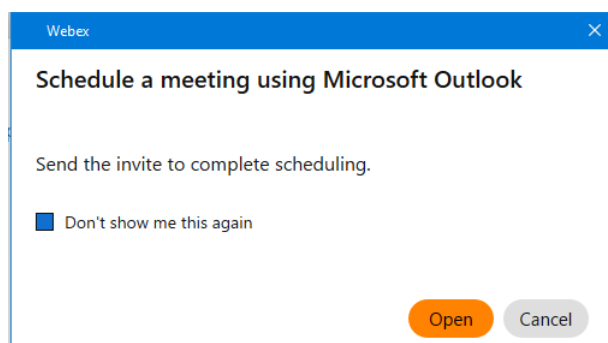 Webex
Schedule a meeting using Microsoft Outlook
Send the invite to complete scheduling.
Don't show me this again
Open Cancel